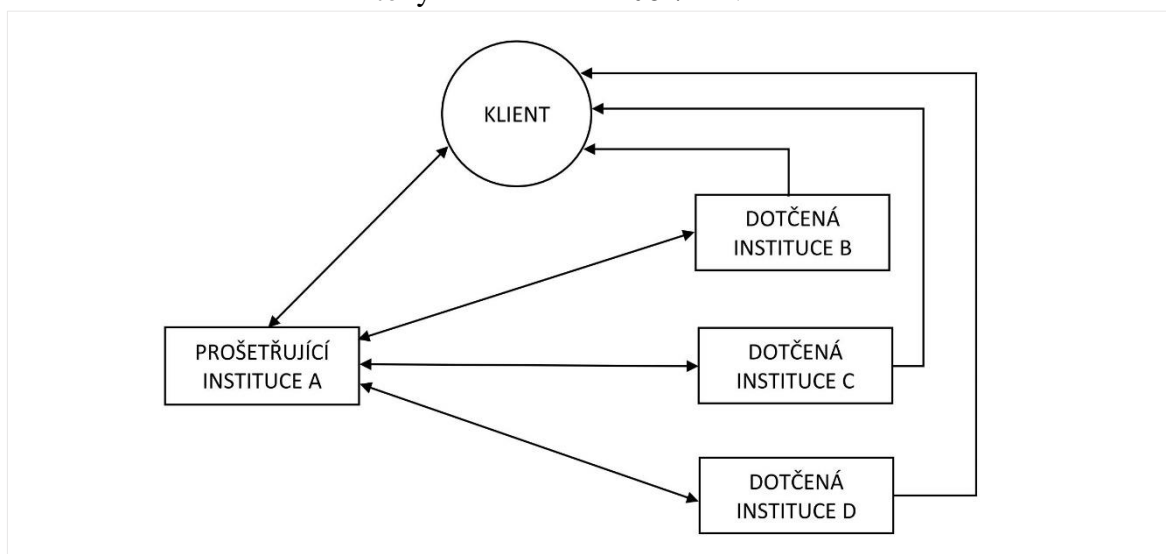 KLIENT
DOTČENÁ
INSTITUCE B
PROŠETŘUJÍCÍ
INSTITUCE A
DOTČENÁ
INSTITUCE C
DOTČENÁ
INSTITUCE D